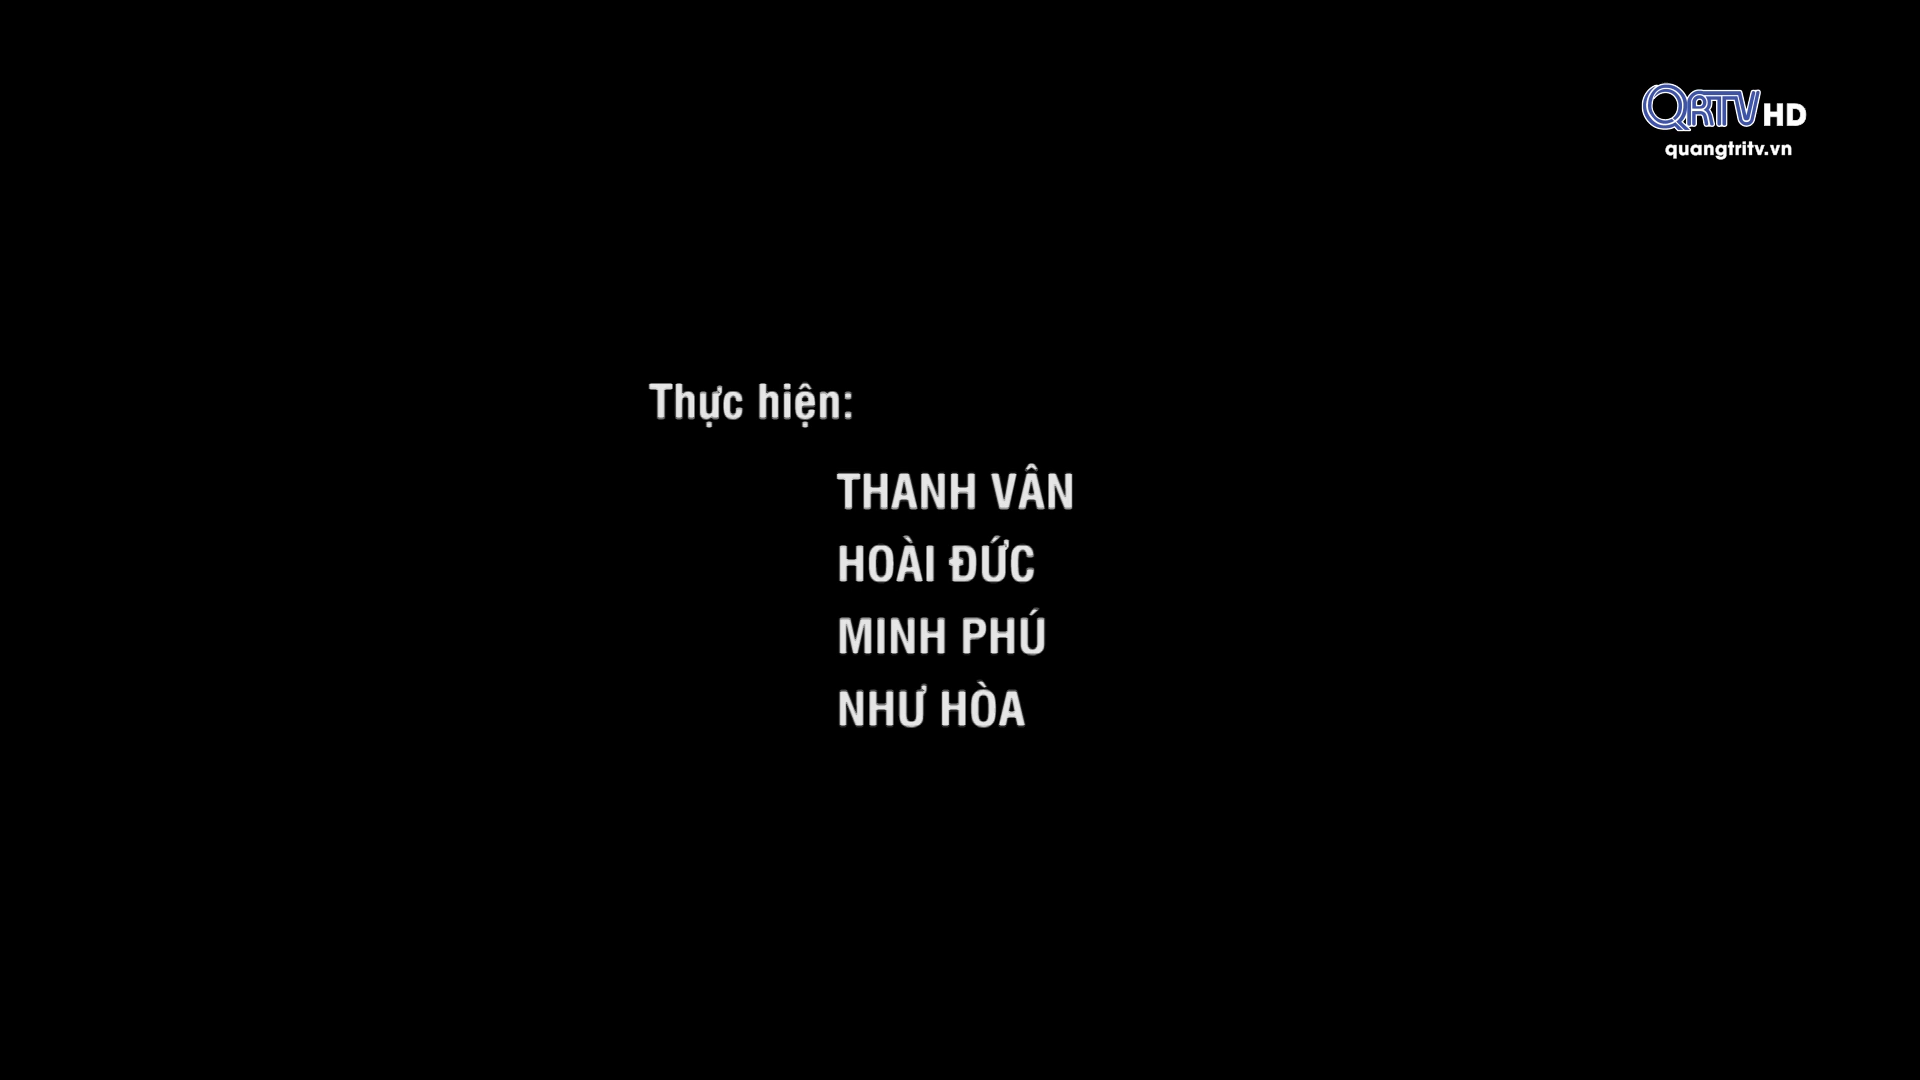 QRTV HD
quangtritv.vn
Thực hiện:
THANH VÂN
HOÀI ĐỨC
MINH PHÚ
NHƯ HÒA